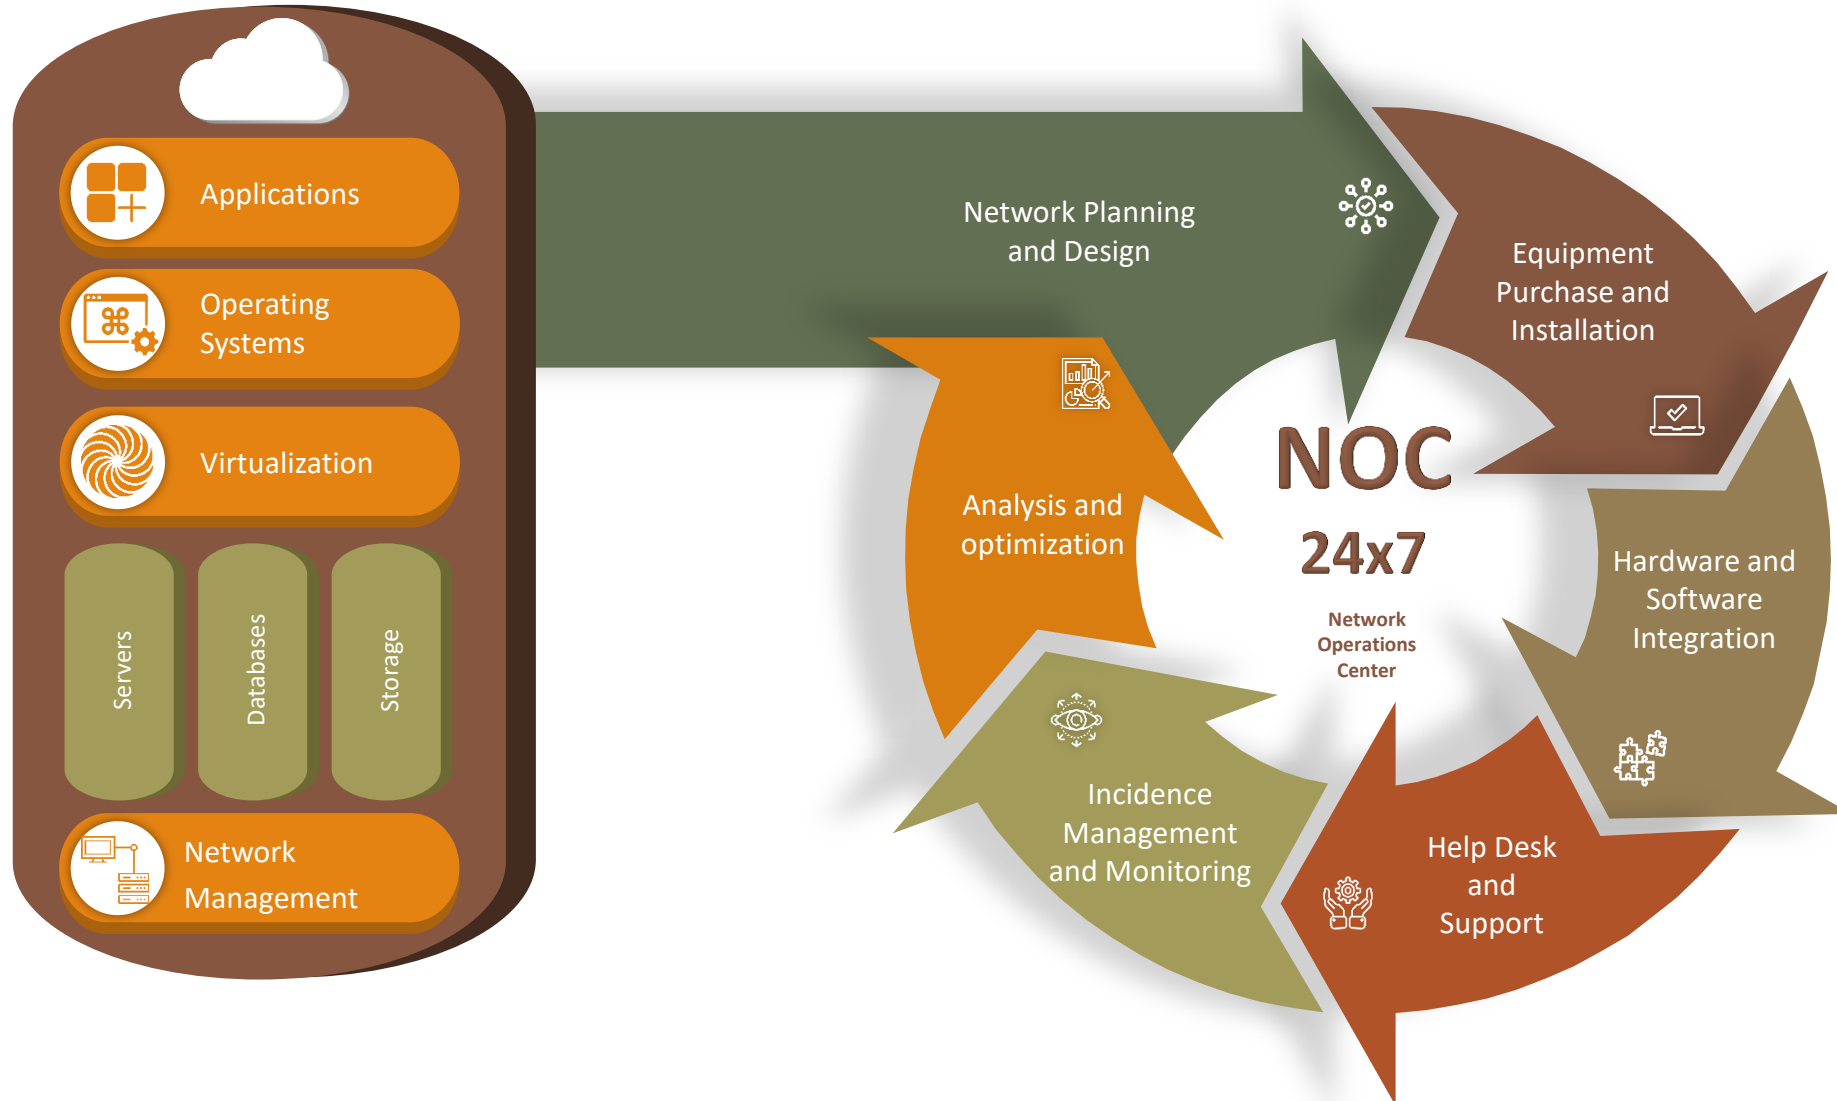 Applications
Operating
Systems
Virtualization
Servers
Databases
Storage
Network
Management
Network Planning
and Design
Equipment
Purchase and
Installation
Hardware and
Software
Integration
Help Desk
and
Support
Incidence
Management
and Monitoring
Analysis and
optimization
NOC
24x7
Network
Operations
Center